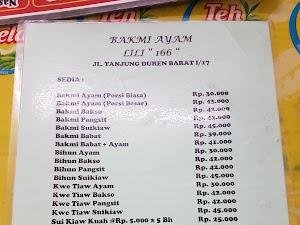 Teh
Teh
BAKMI AYAM
LILI " 166 "
JL. TANJUNG DUREN BARAT I/17
SEDIA :
Bakmi Ayam (Porsi Biasa) Rp. 30.000
Bakmi Ayam (Porsi Besar) Rp. 43.000
Bakmi Bakso Rp. 42.000
Bakmi Pangsit Rp. 42.000
Bakmi Suikiaw Rp. 45.000
Bakmi Babat Rp. 39.000
Bakmi Babat + Ayam Rp. 41.000
Bihun Ayam Rp. 30.000
Bihun Bakso Rp. 42.000
Bihun Pangsit Rp. 42.000
Bihun Suikiaw Rp. 45.000
Kwe Tiaw Ayam Rp. 30.000
Kwe Tiaw Bakso Rp. 42.000
Kwe Tiaw Pangsit Rp. 42.000
Kwe Tiaw Suikiaw Rp. 45.000
Sui Kiaw Kuah @Rp. 5.000 x 5 Bh Rp. 25.000